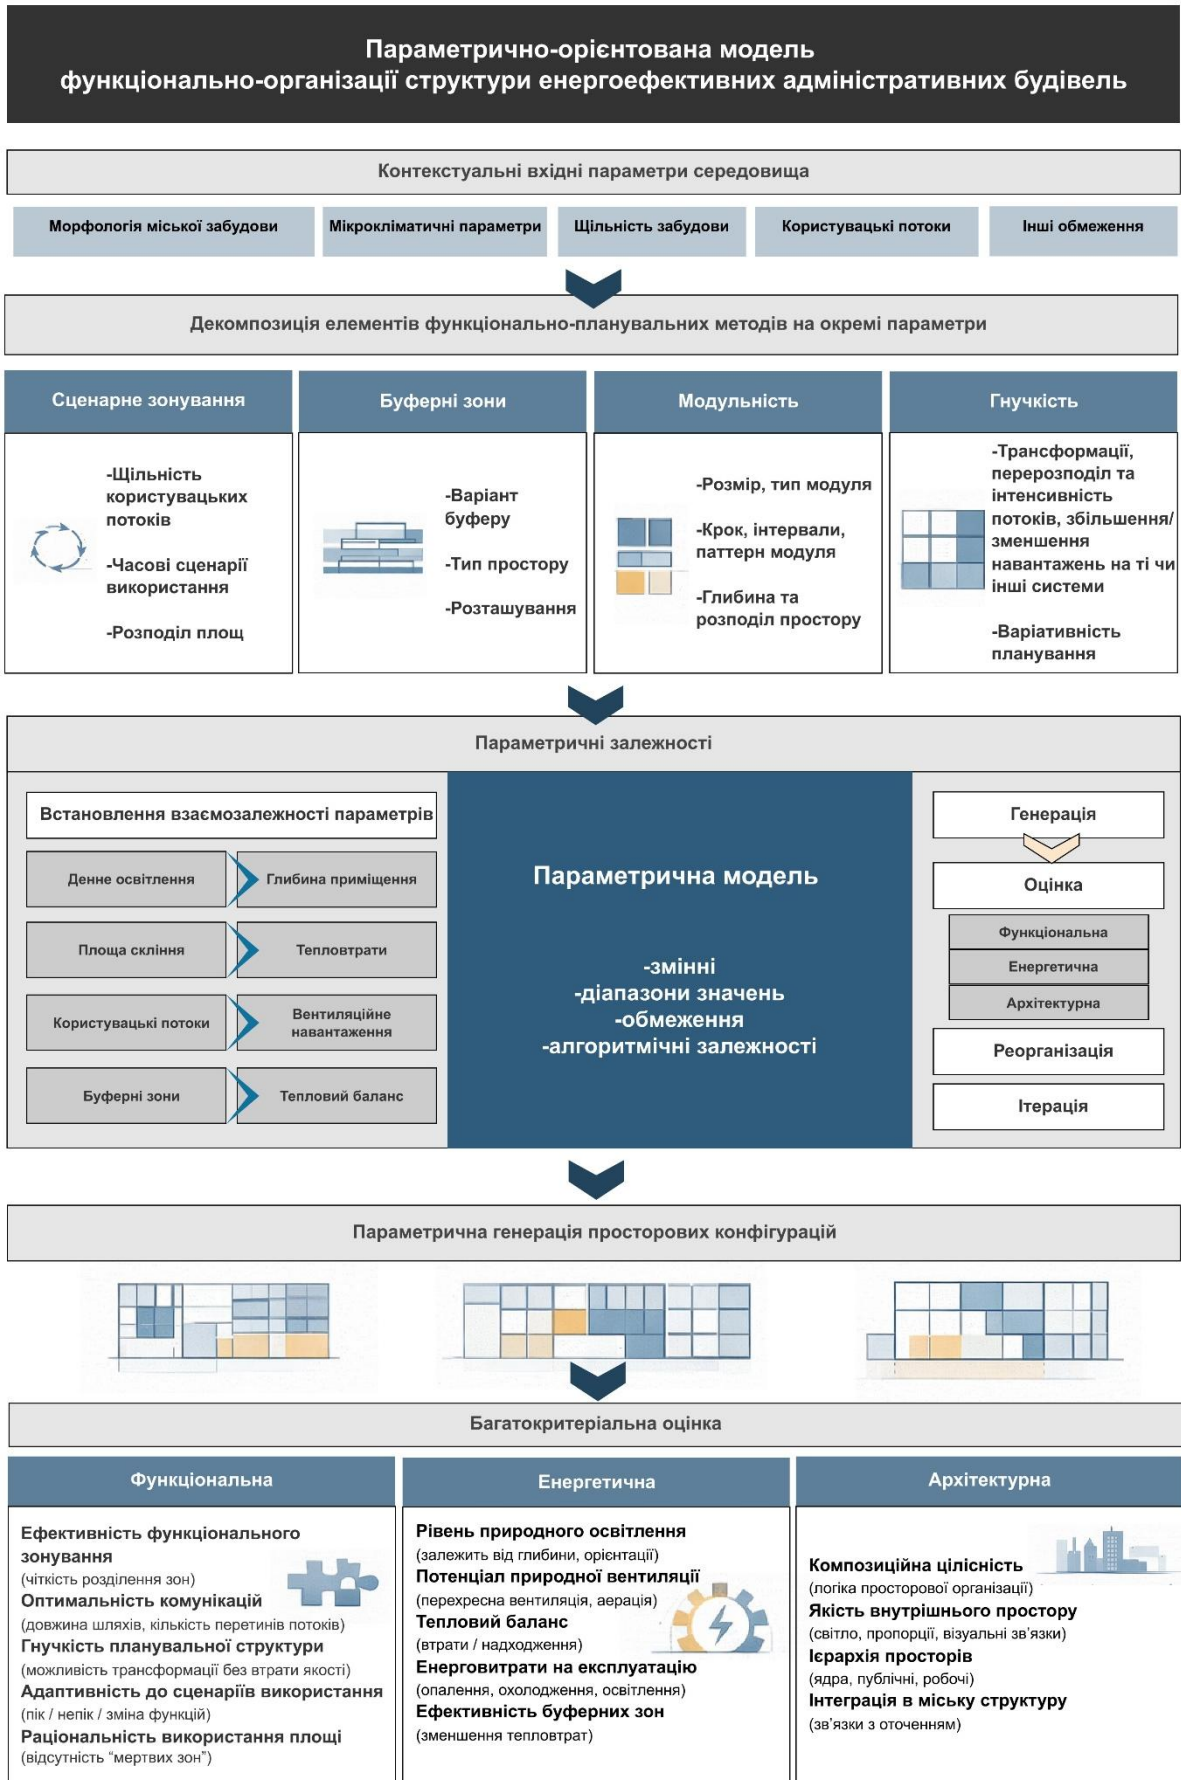 Параметрично-орієнтована модель
функціонально-організації структури енергоефективних адміністративних будівель
Контекстуальні вхідні параметри середовища
Морфологія міської забудови
Мікрокліматичні параметри
Щільність забудови
Користувацькі потоки
Інші обмеження
Декомпозиція елементів функціонально-планувальних методів на окремі параметри
Сценарне зонування
-Щільність
користувацьких
потоків
-Часові сценарії
використання
-Розподіл площ
Буферні зони
-Варіант
буферу
-Тип простору
-Розташування
Модульність
-Розмір, тип модуля
-Крок, інтервали,
паттерн модуля
-Глибина та
розподіл простору
Гнучкість
-Трансформації,
перерозподіл та
інтенсивність
потоків, збільшення/
зменшення
навантажень на ті чи
інші системи
-Варіативність
планування
Параметричні залежності
Встановлення взаємозалежності параметрів
Денне освітлення
Глибина приміщення
Площа скління
Тепловтрати
Користувацькі потоки
Вентиляційне
навантаження
Буферні зони
Тепловий баланс
Параметрична модель
-змінні
-діапазони значень
-обмеження
-алгоритмічні залежності
Генерація
Оцінка
Функціональна
Енергетична
Архітектурна
Реорганізація
Ітерація
Параметрична генерація просторових конфігурацій
Багатокритеріальна оцінка
Функціональна
Ефективність функціонального
зонування
(чіткість розділення зон)
Оптимальність комунікацій
(довжина шляхів, кількість перетинів потоків)
Гнучкість планувальної структури
(можливість трансформації без втрати якості)
Адаптивність до сценаріїв використання
(пік / непік / зміна функцій)
Раціональність використання площі
(відсутність “мертвих зон”)
Енергетична
Рівень природного освітлення
(залежить від глибини, орієнтації)
Потенціал природної вентиляції
(перехресна вентиляція, аерація)
Тепловий баланс
(втрати / надходження)
Енерговитрати на експлуатацію
(опалення, охолодження, освітлення)
Ефективність буферних зон
(зменшення тепловтрат)
Архітектурна
Композиційна цілісність
(логіка просторової організації)
Якість внутрішнього простору
(світло, пропорції, візуальні зв’язки)
Ієрархія просторів
(ядра, публічні, робочі)
Інтеграція в міську структуру
(зв’язки з оточенням)